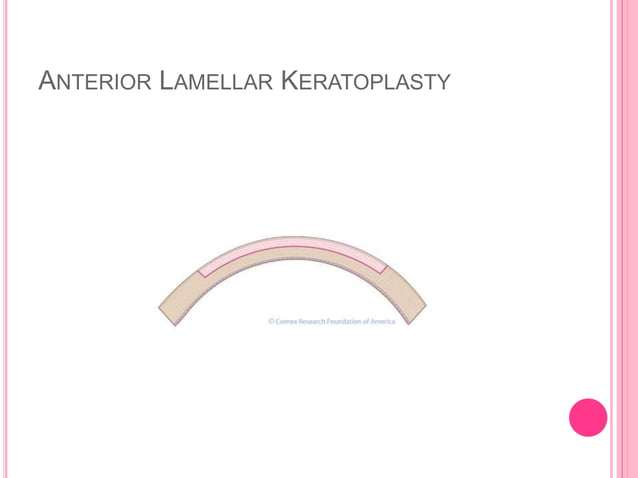 ANTERIOR LAMELLAR KERATOPLASTY
© Cornea Research Foundation of America